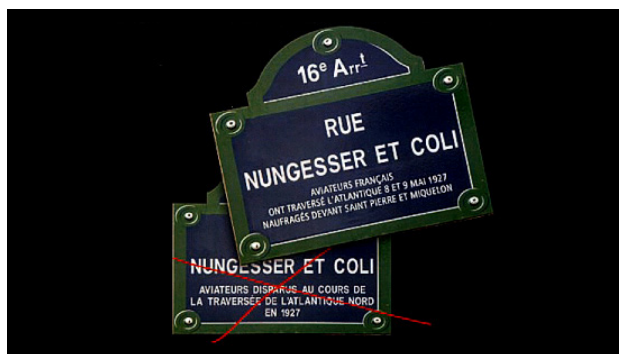 16e Arrt
RUE
NUNGESSER ET COLI
AVIATEURS FRANÇAIS
ONT TRAVERSÉ L'ATLANTIQUE 8 ET 9 MAI 1927
NAUFRAGÉS DEVANT SAINT PIERRE ET MIQUELON
NUNGESSER ET COLI
AVIATEURS DISPARUS AU COURS DE
LA TRAVERSÉE DE L'ATLANTIQUE NORD
EN 1927